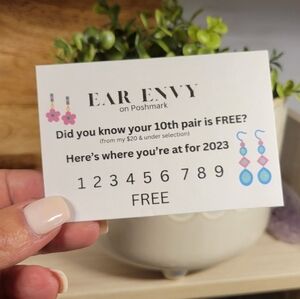 EAR ENVY
on Poshmark
Did you know your 10th pair is FREE?
(from my $20 & under selection)
Here's where you're at for 2023
1 2 3 4 5 6 7 8 9
FREE